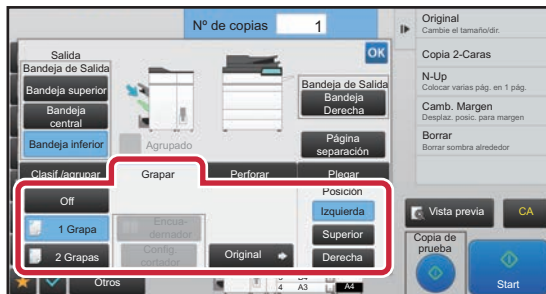 Nº de copias 1
Original
Cambie el tamaño/dir.
Copia 2-Caras
N-Up
Colocar varias pág. en 1 pág.
Camb. Margen
Desplaz. posic. para margen
Borrar
Borrar sombra alrededor
Salida
OK
Bandeja de Salida
Bandeja superior
Bandeja
central
Bandeja inferior
Agrupado
Bandeja de Salida
Bandeja
Derecha
Página
separación
Clasif./agrupar
Grapar
Perforar
Plegar
Off
1 Grapa
2 Grapas
Encua-
dernador
Config.
cortador
Original
Posición
Izquierda
Superior
Derecha
Vista previa
CA
Copia de
prueba
Start
Otros
4 A3
A4